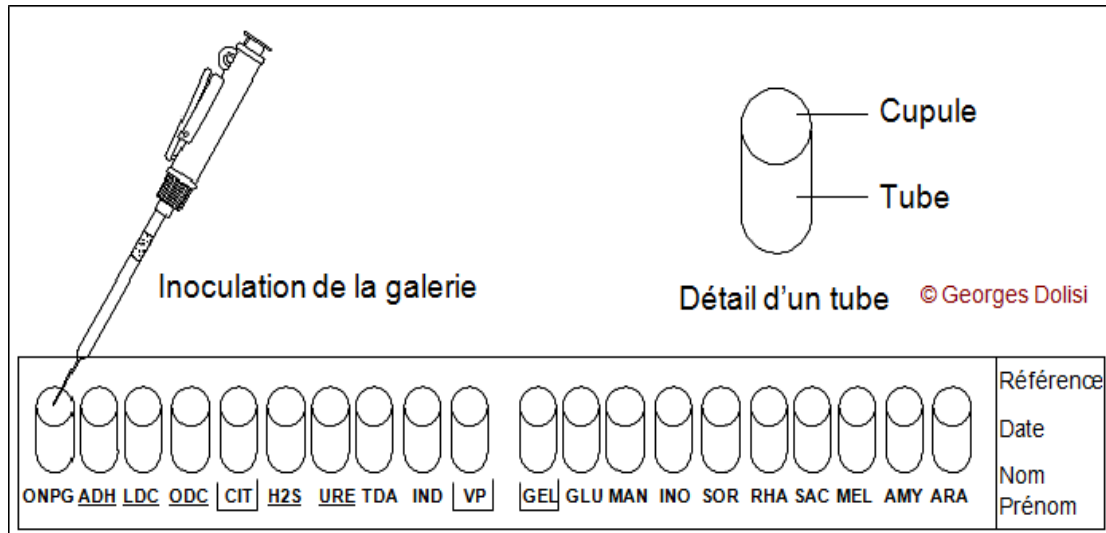 Cupule
Tube
Inoculation de la galerie
Détail d'un tube
© Georges Dolisi
ONPG ADH LDC ODC CIT H2S URE TDA IND VP GEL GLU MAN INO SOR RHA SAC MEL AMY ARA
Référence
Date
Nom
Prénom